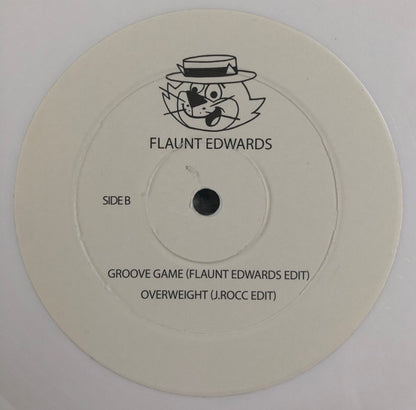 FLAUNT EDWARDS
SIDE B
GROOVE GAME (FLAUNT EDWARDS EDIT)
OVERWEIGHT (J.ROCC EDIT)